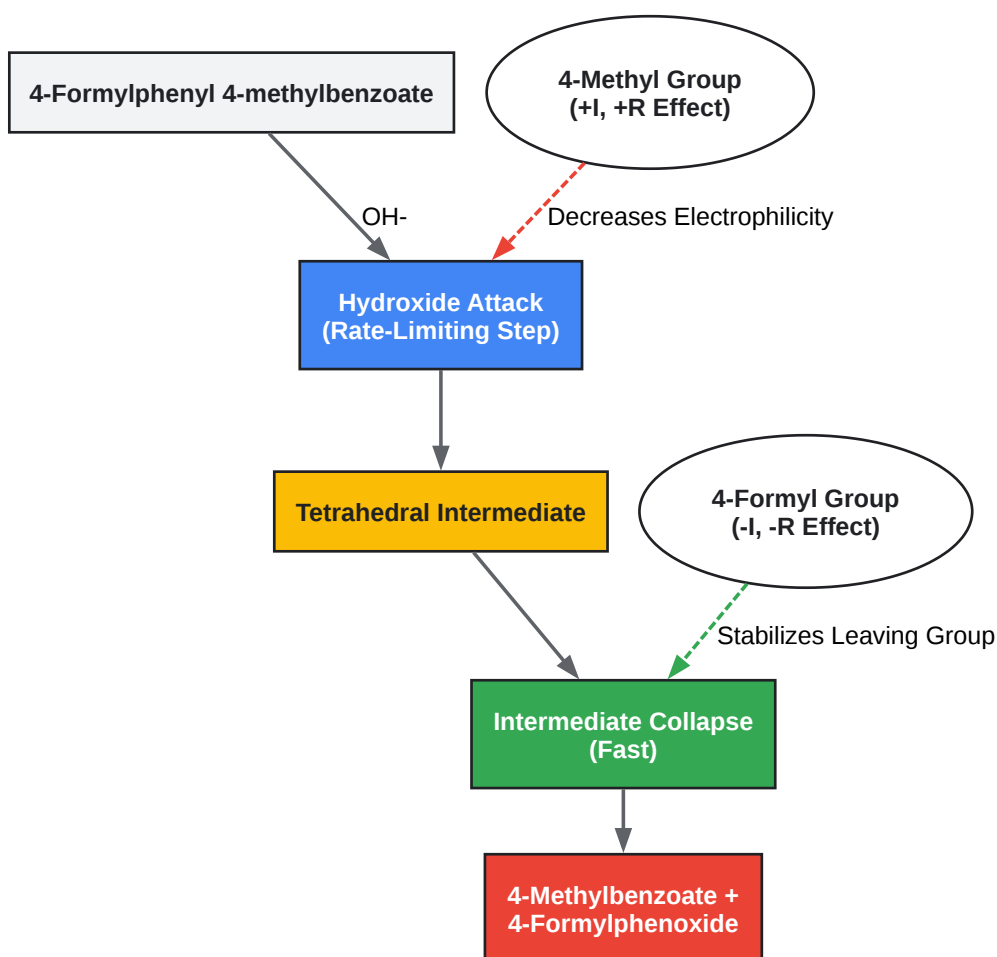 4-Formylphenyl 4-methylbenzoate
4-Methyl Group
(+I, +R Effect)
OH-
Decreases Electrophilicity
Hydroxide Attack
(Rate-Limiting Step)
Tetrahedral Intermediate
4-Formyl Group
(-I, -R Effect)
Stabilizes Leaving Group
Intermediate Collapse
(Fast)
4-Methylbenzoate +
4-Formylphenoxide